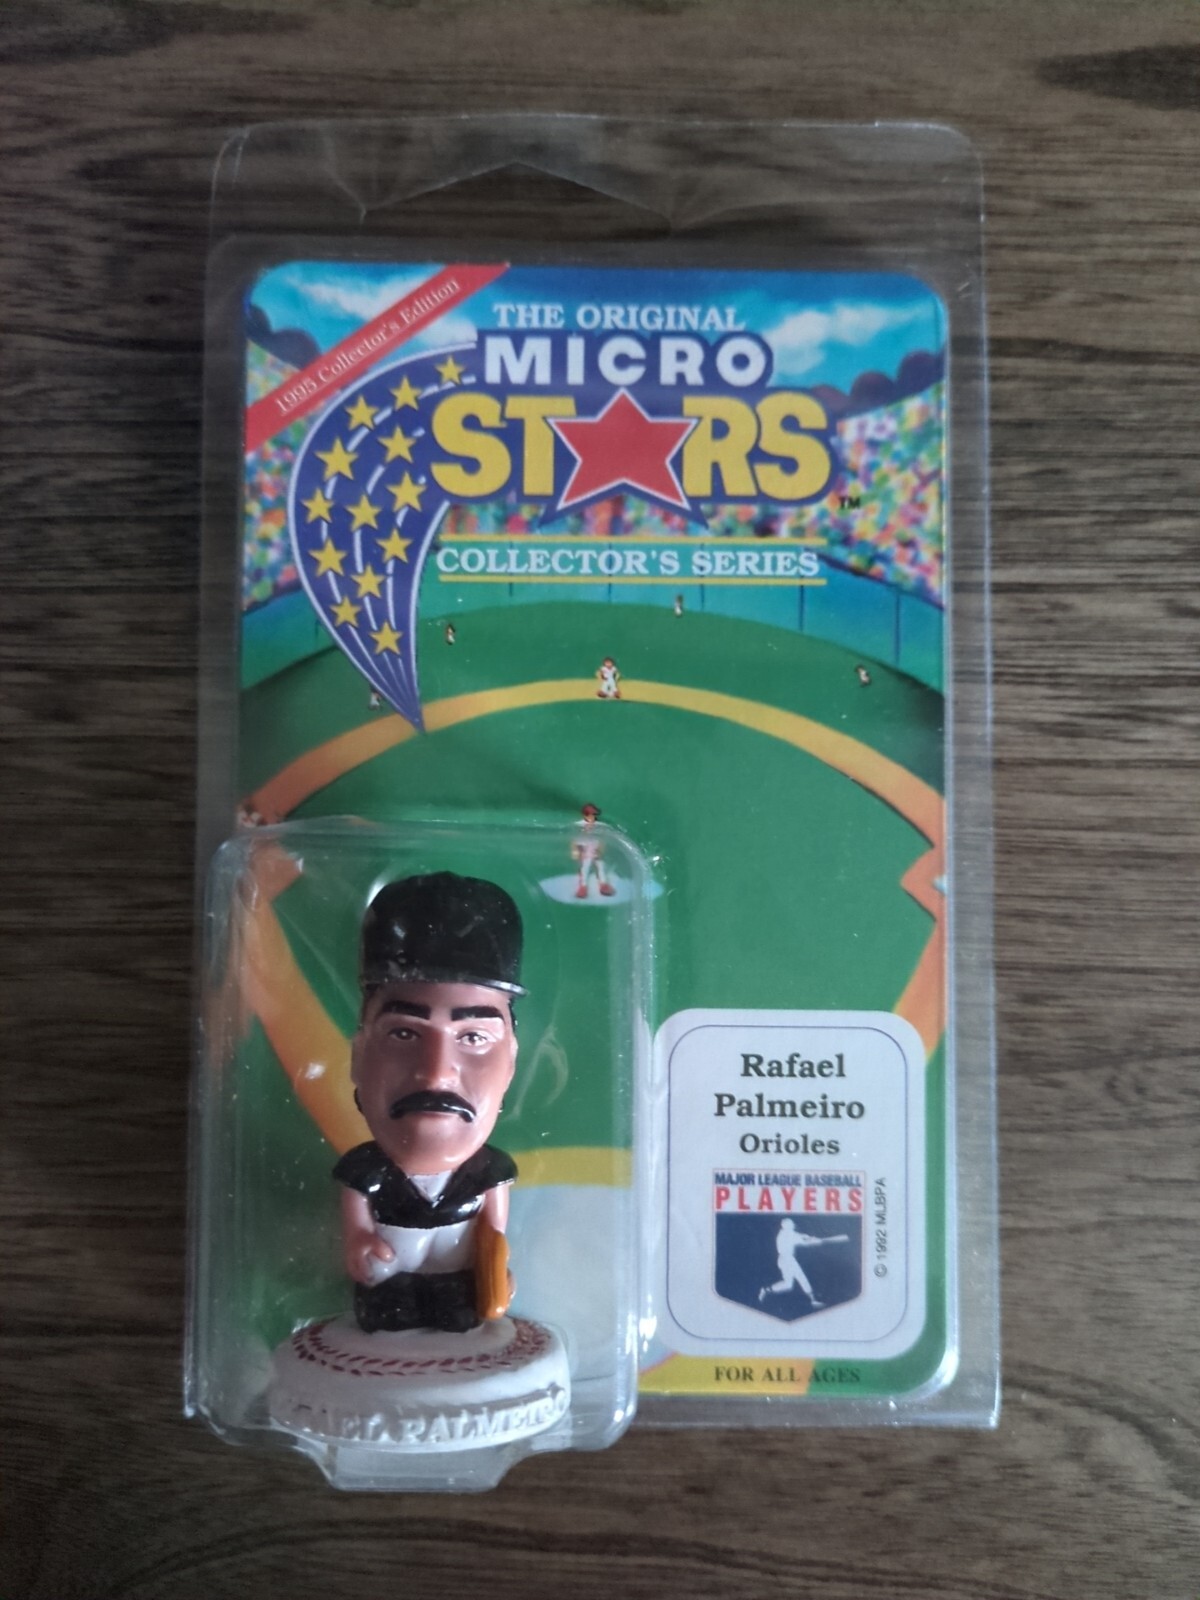 1995 Collector's Edition
THE ORIGINAL
MICRO
STARS
TM
COLLECTOR'S SERIES
Rafael
Palmeiro
Orioles
MAJOR LEAGUE BASEBALL
PLAYERS
© 1992 MLBPA
FOR ALL AGES
PALMEIRO